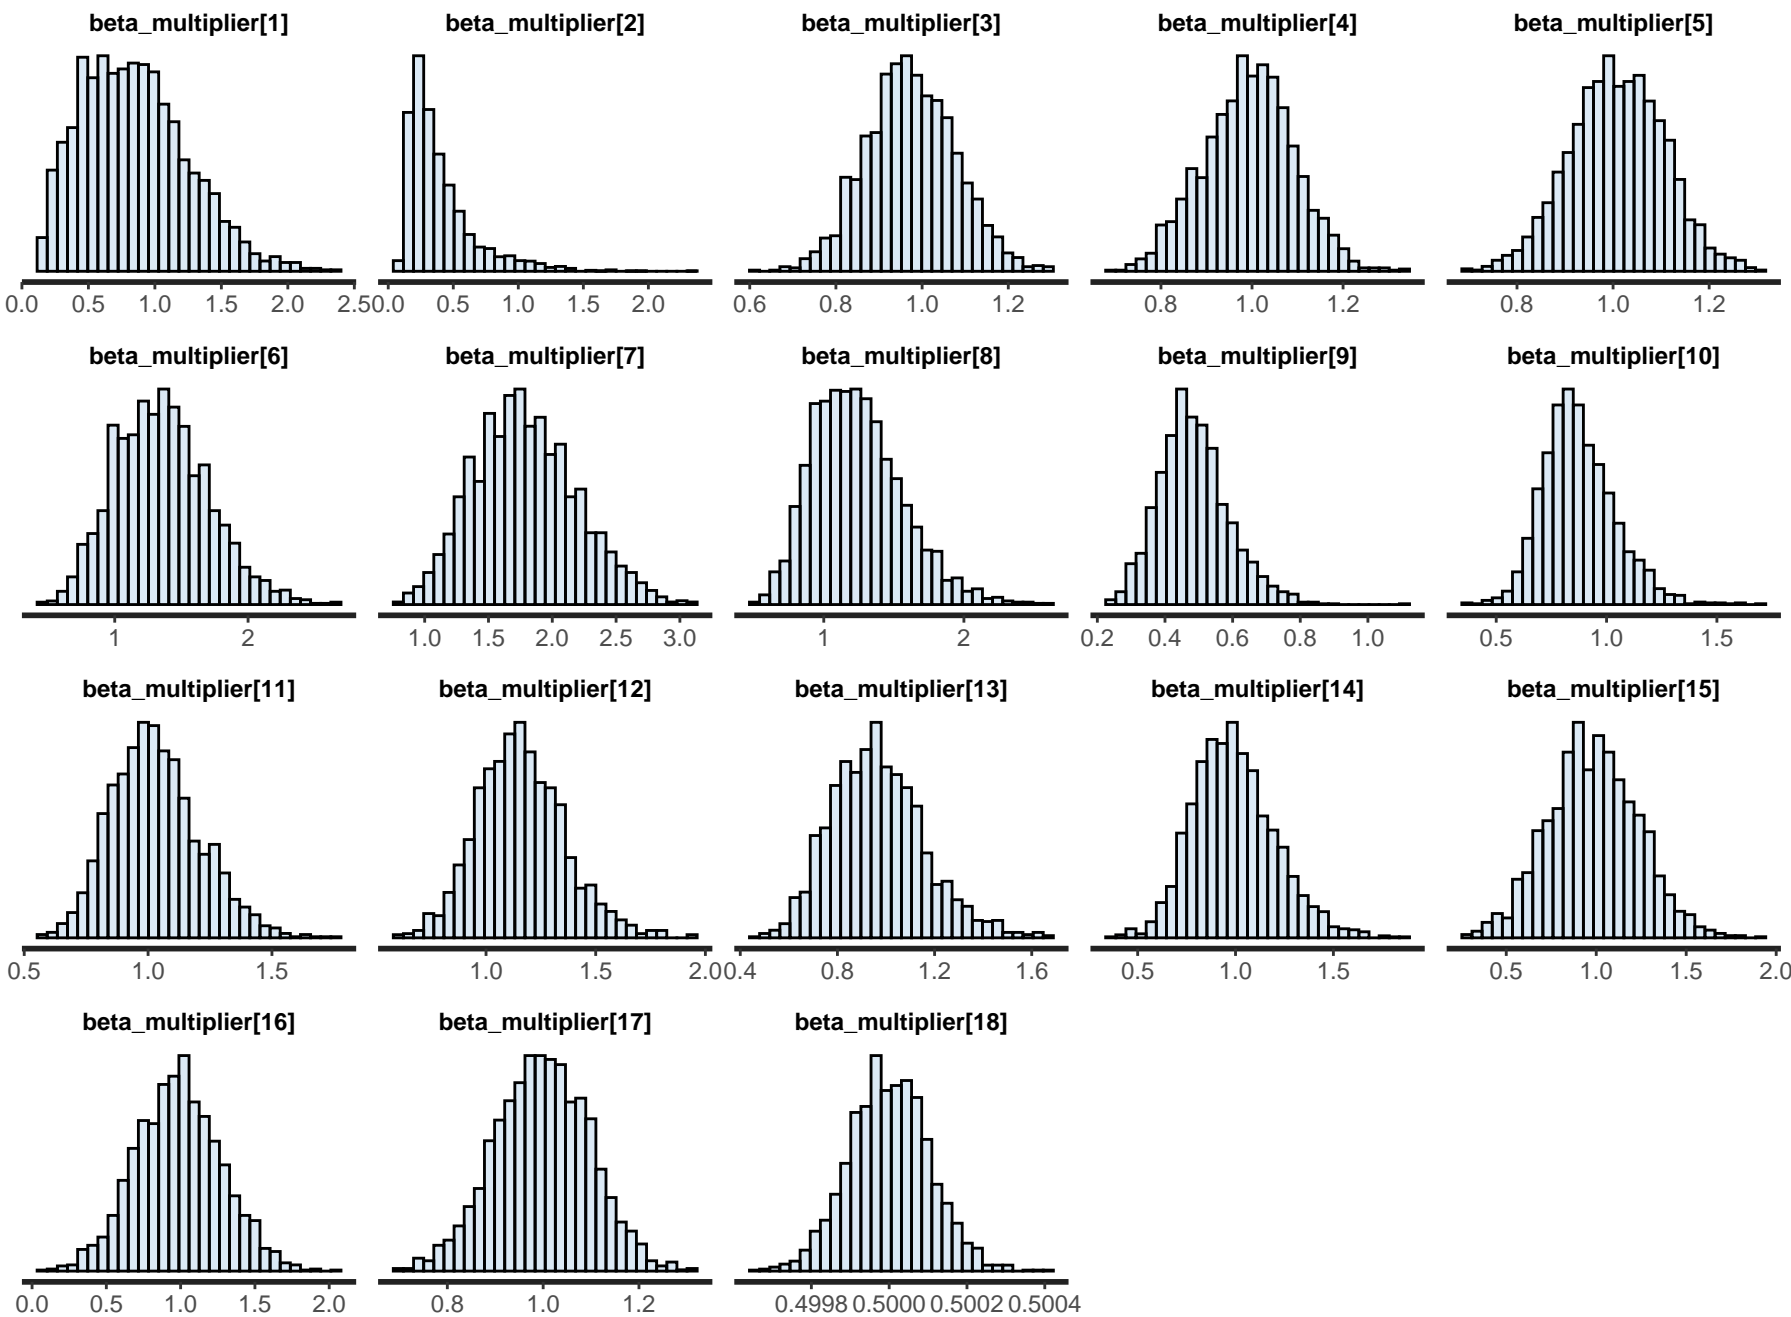 beta_multiplier[1] beta_multiplier[2] beta_multiplier[3] beta_multiplier[4] beta_multiplier[5]
0.0 0.5 1.0 1.5 2.0 2.5 0.0 0.5 1.0 1.5 2.0 0.6 0.8 1.0 1.2 0.8 1.0 1.2 0.8 1.0 1.2
beta_multiplier[6] beta_multiplier[7] beta_multiplier[8] beta_multiplier[9] beta_multiplier[10]
1 2 1.0 1.5 2.0 2.5 3.0 1 2 0.2 0.4 0.6 0.8 1.0 0.5 1.0 1.5
beta_multiplier[11] beta_multiplier[12] beta_multiplier[13] beta_multiplier[14] beta_multiplier[15]
0.5 1.0 1.5 1.0 1.5 2.0 0.4 0.8 1.2 1.6 0.5 1.0 1.5 0.5 1.0 1.5 2.0
beta_multiplier[16] beta_multiplier[17] beta_multiplier[18]
0.0 0.5 1.0 1.5 2.0 0.8 1.0 1.2 0.4998 0.5000 0.5002 0.5004